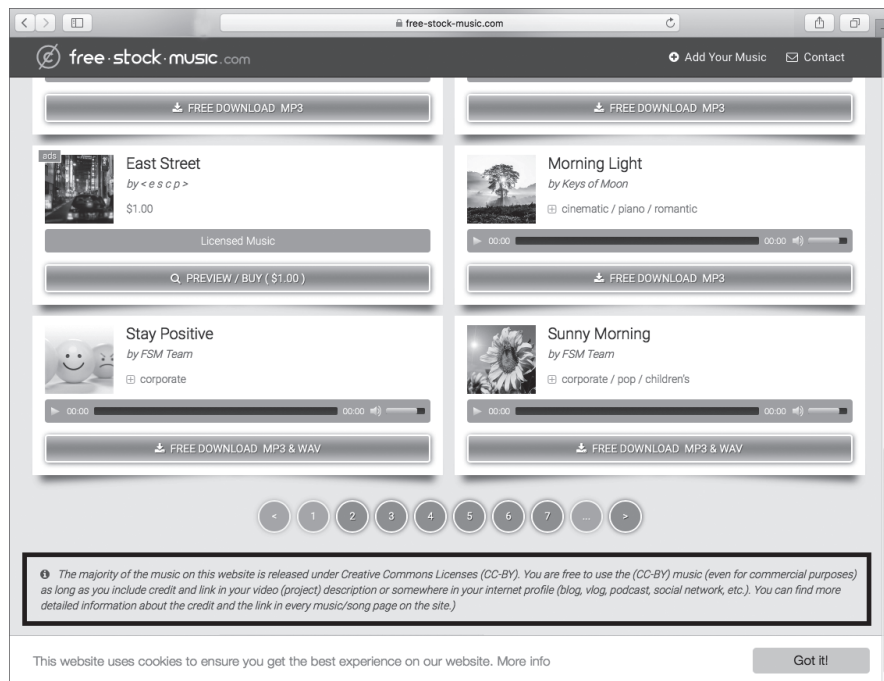 free-stock-music.com
free·stock·music.com
Add Your Music
Contact
FREE DOWNLOAD MP3
FREE DOWNLOAD MP3
ads
East Street
by < e s c p >
$1.00
Licensed Music
PREVIEW / BUY ( $1.00 )
Morning Light
by Keys of Moon
cinematic / piano / romantic
00:00 00:00
FREE DOWNLOAD MP3
Stay Positive
by FSM Team
corporate
00:00 00:00
FREE DOWNLOAD MP3 & WAV
Sunny Morning
by FSM Team
corporate / pop / children's
00:00 00:00
FREE DOWNLOAD MP3 & WAV
< 1 2 3 4 5 6 7 ... >
The majority of the music on this website is released under Creative Commons Licenses (CC-BY). You are free to use the (CC-BY) music (even for commercial purposes)
as long as you include credit and link in your video (project) description or somewhere in your internet profile (blog, vlog, podcast, social network, etc.). You can find more
detailed information about the credit and the link in every music/song page on the site.)
This website uses cookies to ensure you get the best experience on our website. More info
Got it!